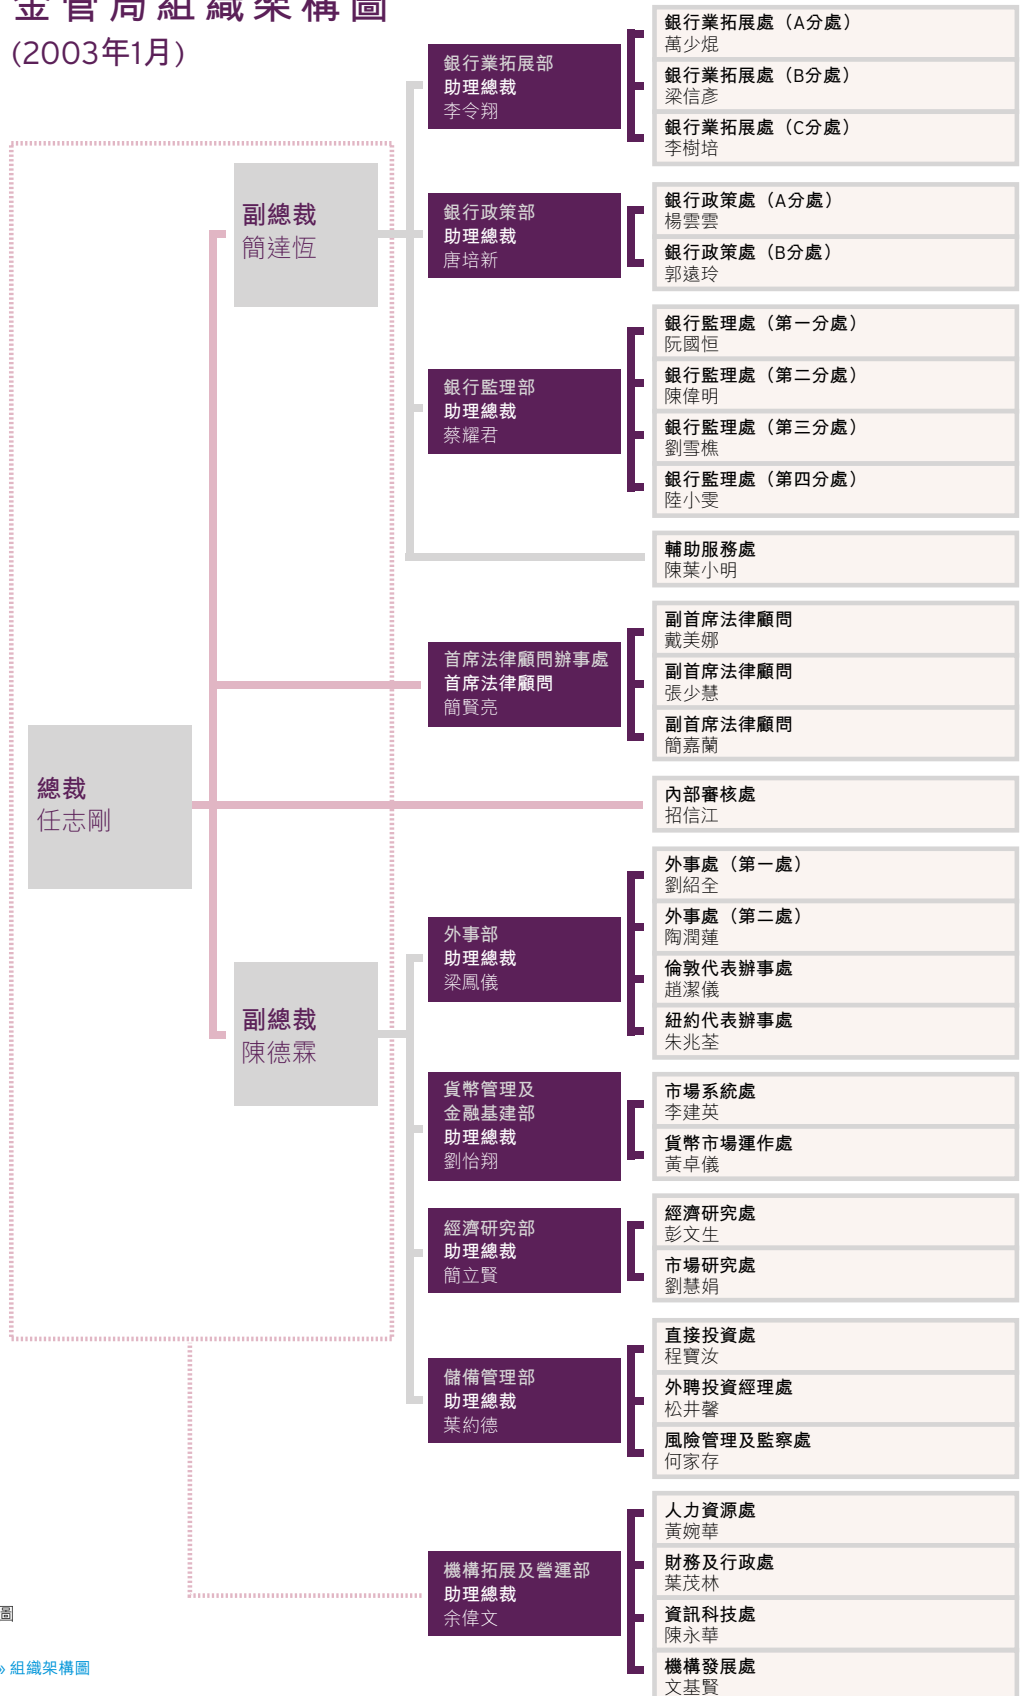 金管局組織架構圖
(2003年1月)
總裁
任志剛
副總裁
簡達恆
銀行業拓展部
助理總裁
李令翔
銀行業拓展處（A分處）
萬少焜
銀行業拓展處（B分處）
梁信彥
銀行業拓展處（C分處）
李樹培
銀行政策部
助理總裁
唐培新
銀行政策處（A分處）
楊雲雲
銀行政策處（B分處）
郭遠玲
銀行監理部
助理總裁
蔡耀君
銀行監理處（第一分處）
阮國恒
銀行監理處（第二分處）
陳偉明
銀行監理處（第三分處）
劉雪樵
銀行監理處（第四分處）
陸小雯
輔助服務處
陳葉小明
首席法律顧問辦事處
首席法律顧問
簡賢亮
副首席法律顧問
戴美娜
副首席法律顧問
張少慧
副首席法律顧問
簡嘉蘭
內部審核處
招信江
副總裁
陳德霖
外事部
助理總裁
梁鳳儀
外事處（第一處）
劉紹全
外事處（第二處）
陶潤蓮
倫敦代表辦事處
趙潔儀
紐約代表辦事處
朱兆荃
貨幣管理及
金融基建部
助理總裁
劉怡翔
市場系統處
李建英
貨幣市場運作處
黃卓儀
經濟研究部
助理總裁
簡立賢
經濟研究處
彭文生
市場研究處
劉慧娟
儲備管理部
助理總裁
葉約德
直接投資處
程寶汝
外聘投資經理處
松井馨
風險管理及監察處
何家存
機構拓展及營運部
助理總裁
余偉文
人力資源處
黃婉華
財務及行政處
葉茂林
資訊科技處
陳永華
機構發展處
文基賢
圖
» 組織架構圖